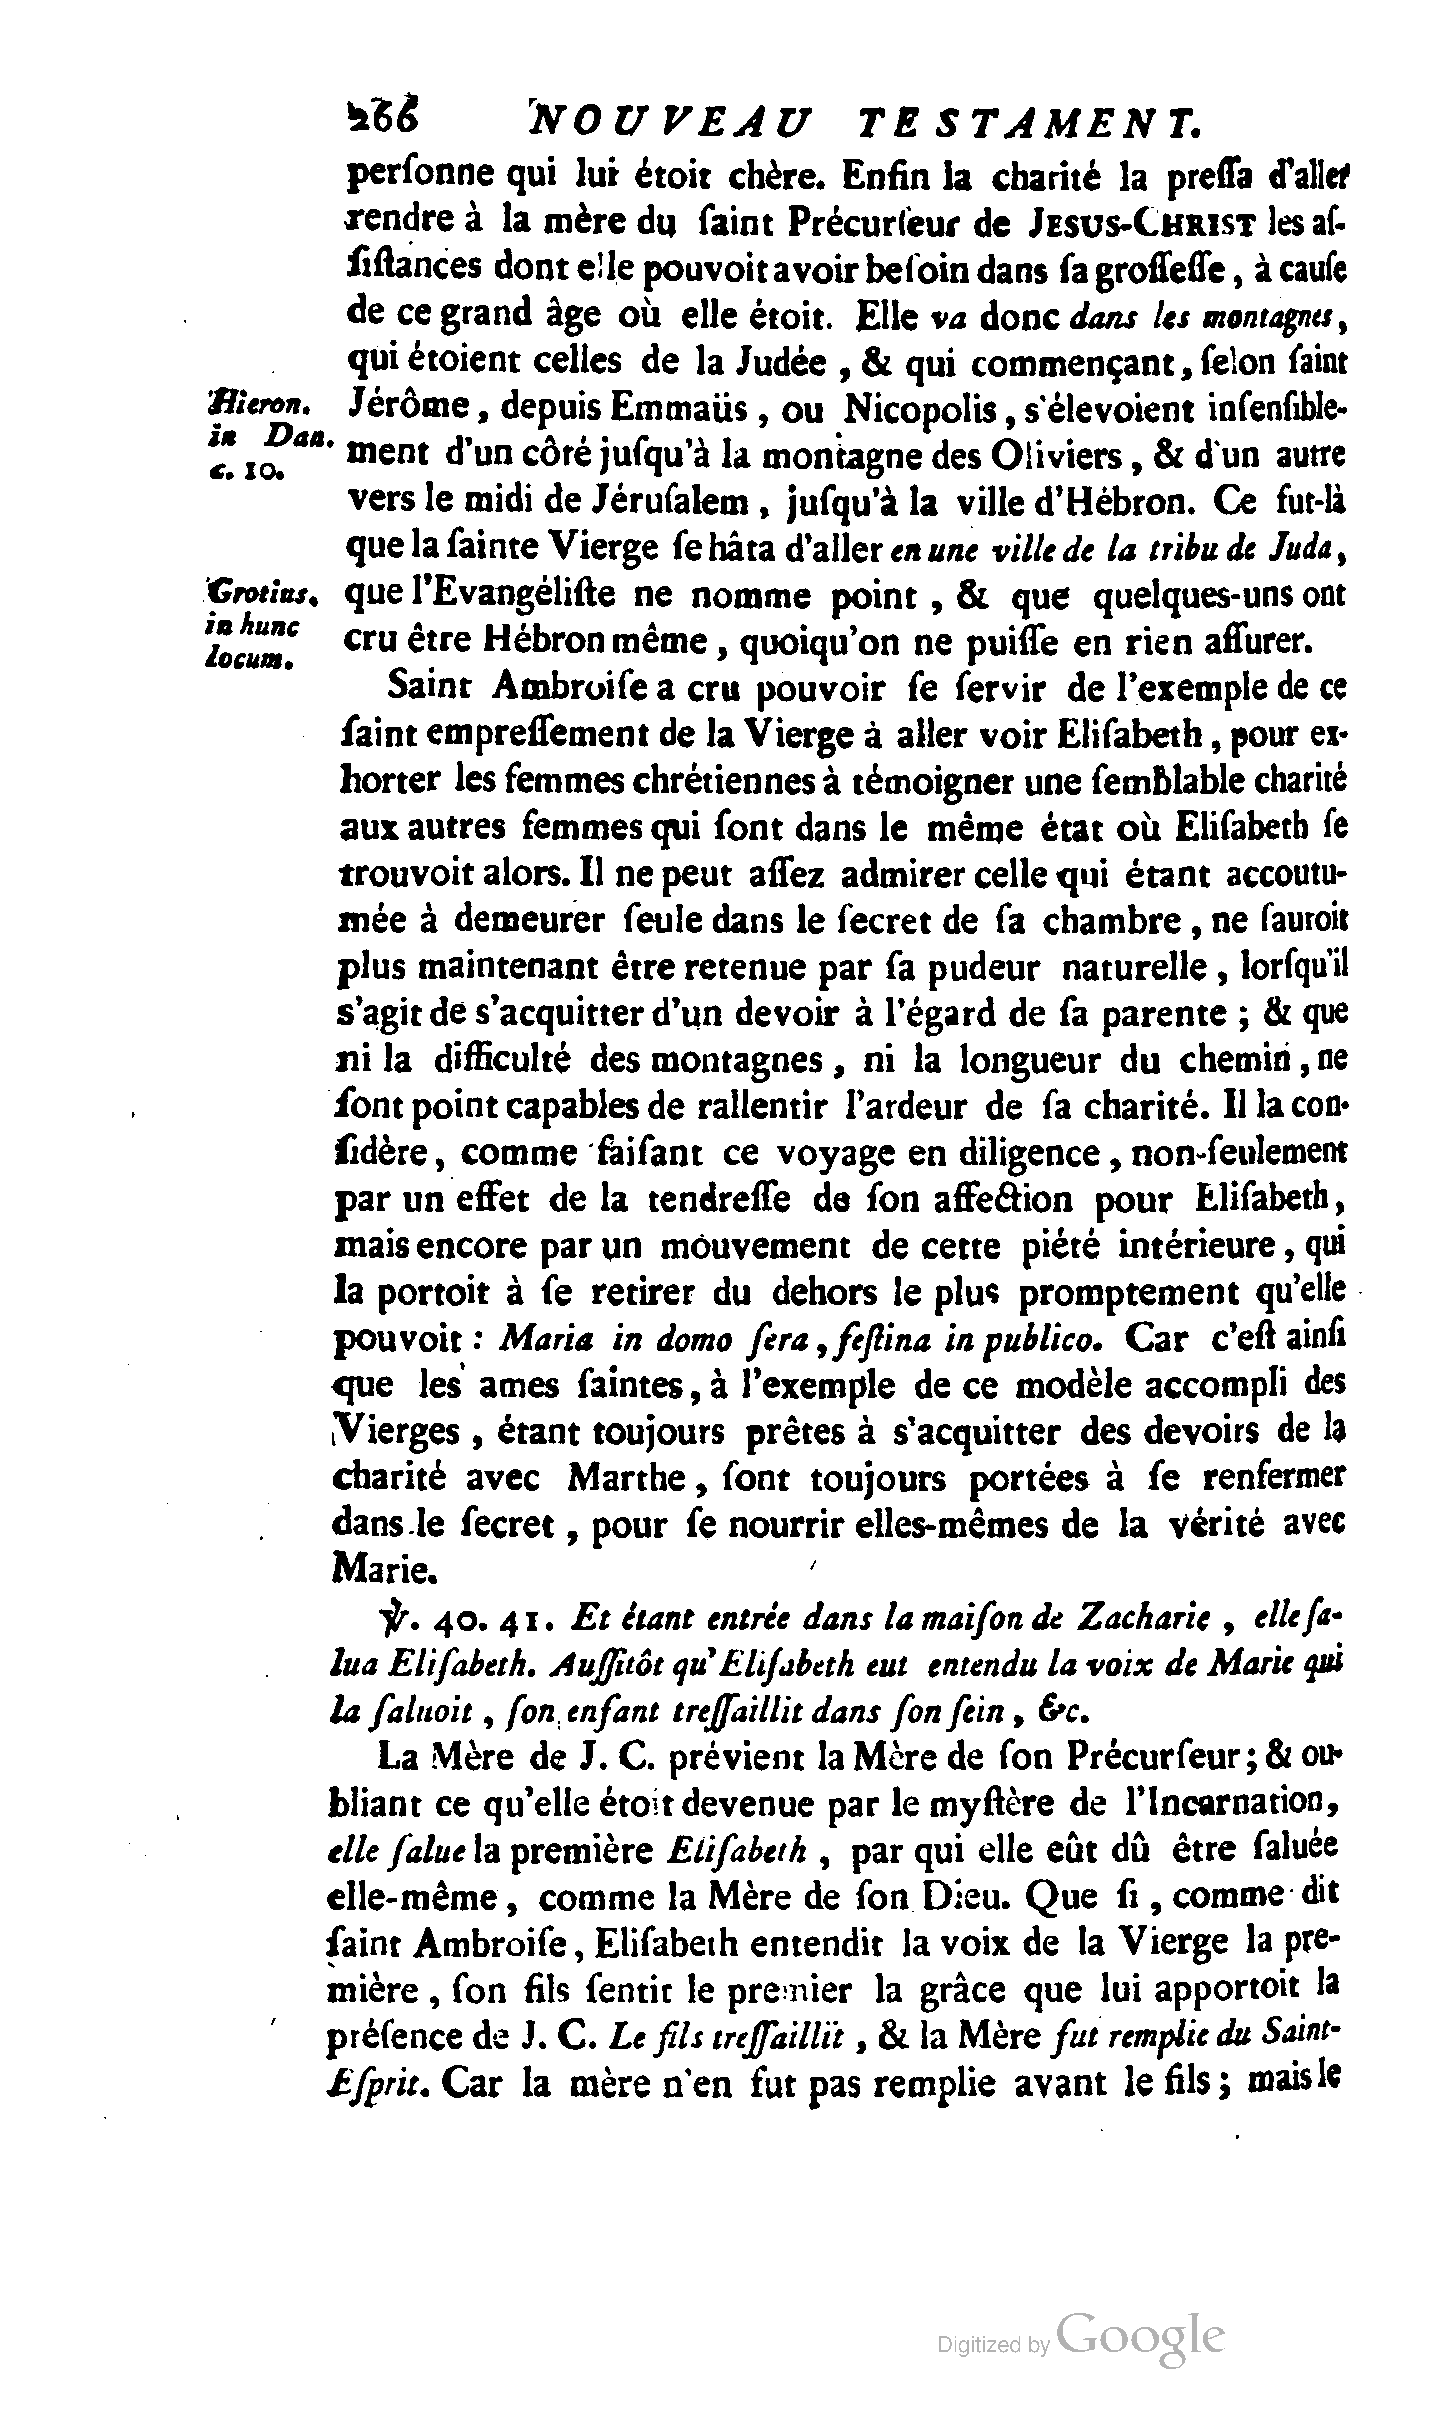 266 NOUVEAU TESTAMENT.
perſonne qui lui étoit chère. Enfin la charité la preſſa d'aller
rendre à la mère du ſaint Précurſeur de JESUS-CHRIST les aſ-
ſiſtances dont elle pouvoit avoir beſoin dans ſa groſſeſſe, à cauſe
de ce grand âge où elle étoit. Elle va donc dans les montagnes,
qui étoient celles de la Judée, & qui commençant, ſelon ſaint
Hieron. Jérôme, depuis Emmaüs, ou Nicopolis, s'élevoient inſenſible-
in Dan. ment d'un côté juſqu'à la montagne des Oliviers, & d'un autre
c. 10.
vers le midi de Jéruſalem, juſqu'à la ville d'Hébron. Ce fut-là
que la ſainte Vierge ſe hâta d'aller en une ville de la tribu de Juda,
Grotius. que l'Evangéliſte ne nomme point, & que quelques-uns ont
in hunc cru être Hébron même, quoiqu'on ne puiſſe en rien aſſurer.
locum.
Saint Ambroiſe a cru pouvoir ſe ſervir de l'exemple de ce
ſaint empreſſement de la Vierge à aller voir Eliſabeth, pour ex-
horter les femmes chrétiennes à témoigner une ſemblable charité
aux autres femmes qui ſont dans le même état où Eliſabeth ſe
trouvoit alors. Il ne peut aſſez admirer celle qui étant accoutu-
mée à demeurer ſeule dans le ſecret de ſa chambre, ne ſauroit
plus maintenant être retenue par ſa pudeur naturelle, lorſqu'il
s'agit de s'acquitter d'un devoir à l'égard de ſa parente ; & que
ni la difficulté des montagnes, ni la longueur du chemin, ne
ſont point capables de rallentir l'ardeur de ſa charité. Il la con-
ſidère, comme faiſant ce voyage en diligence, non-ſeulement
par un effet de la tendreſſe de ſon affection pour Eliſabeth,
mais encore par un mouvement de cette piété intérieure, qui
la portoit à ſe retirer du dehors le plus promptement qu'elle
pouvoit : Maria in domo ſera, feſtina in publico. Car c'eſt ainſi
que les ames ſaintes, à l'exemple de ce modèle accompli des
Vierges, étant toujours prêtes à s'acquitter des devoirs de la
charité avec Marthe, ſont toujours portées à ſe renfermer
dans le ſecret, pour ſe nourrir elles-mêmes de la vérité avec
Marie.
℣. 40. 41. Et étant entrée dans la maiſon de Zacharie, elle ſa-
lua Eliſabeth. Auſſitôt qu'Eliſabeth eut entendu la voix de Marie qui
la ſaluoit, ſon enfant treſſaillit dans ſon ſein, &c.
La Mère de J. C. prévient la Mère de ſon Précurſeur ; & ou-
bliant ce qu'elle étoit devenue par le myſtère de l'Incarnation,
elle ſalue la première Eliſabeth, par qui elle eût dû être ſaluée
elle-même, comme la Mère de ſon Dieu. Que ſi, comme dit
ſaint Ambroiſe, Eliſabeth entendit la voix de la Vierge la pre-
mière, ſon fils ſentit le premier la grâce que lui apportoit la
préſence de J. C. Le fils treſſaillit, & la Mère fut remplie du Saint-
Eſprit. Car la mère n'en fut pas remplie avant le fils ; mais le
Digitized by Google